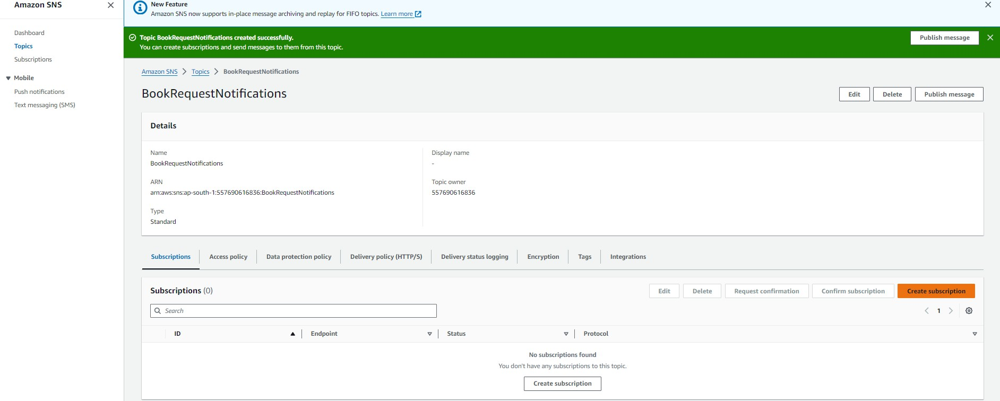 Amazon SNS
Dashboard
Topics
Subscriptions
Mobile
Push notifications
Text messaging (SMS)
New Feature
Amazon SNS now supports in-place message archiving and replay for FIFO topics. Learn more
Topic BookRequestNotifications created successfully.
You can create subscriptions and send messages to them from this topic.
Publish message
Amazon SNS > Topics > BookRequestNotifications
BookRequestNotifications
Edit Delete Publish message
Details
Name
BookRequestNotifications
ARN
arn:aws:sns:ap-south-1:557690616836:BookRequestNotifications
Type
Standard
Display name
-
Topic owner
557690616836
Subscriptions Access policy Data protection policy Delivery policy (HTTP/S) Delivery status logging Encryption Tags Integrations
Subscriptions (0)
Edit Delete Request confirmation Confirm subscription Create subscription
Search
1
ID Endpoint Status Protocol
No subscriptions found
You don't have any subscriptions to this topic.
Create subscription